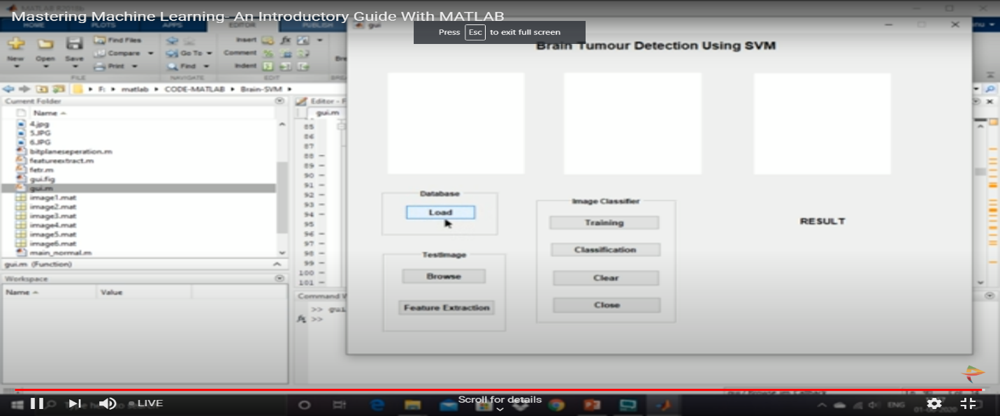 Mastering Machine Learning- An Introductory Guide With MATLAB
MATLAB R2018b
HOME PLOTS APPS EDITOR PUBLISH
gui
Press Esc to exit full screen
Brain Tumour Detection Using SVM
New Open Save
Find Files
Compare
Print
Go To
Find
Insert
Comment
Indent
FILE NAVIGATE EDIT
F: matlab CODE-MATLAB Brain-SVM
Current Folder
Name
4.jpg
5.JPG
6.JPG
bitplaneseperation.m
featureextract.m
fetr.m
gui.fig
gui.m
image1.mat
image2.mat
image3.mat
image4.mat
image5.mat
image6.mat
main_normal.m
gui.m (Function)
Workspace
Name Value
Editor - F
gui.m
85
86
87
88
89
90
91
92
93
94
95
96
97
98
99
100
101
Command W
>> gui
fx >>
Database
Load
TestImage
Browse
Feature Extraction
Image Classifier
Training
Classification
Clear
Close
RESULT
LIVE
Scroll for details
ENG